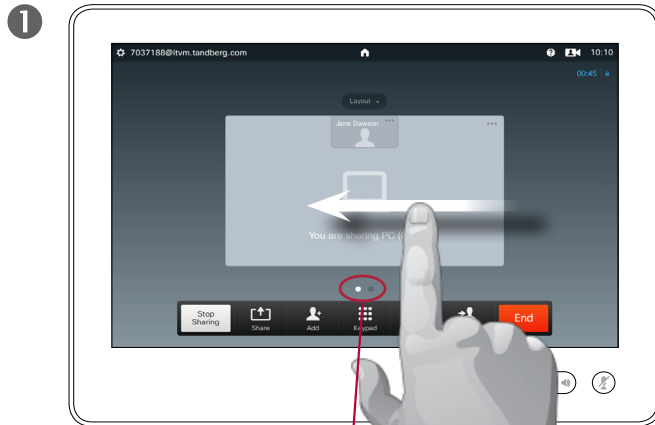 1
7037188@itvm.tandberg.com
?
10:10
00:45
Layout
Jane Dawson
You are sharing PC (
Stop
Sharing
Share
Add
Keypad
End